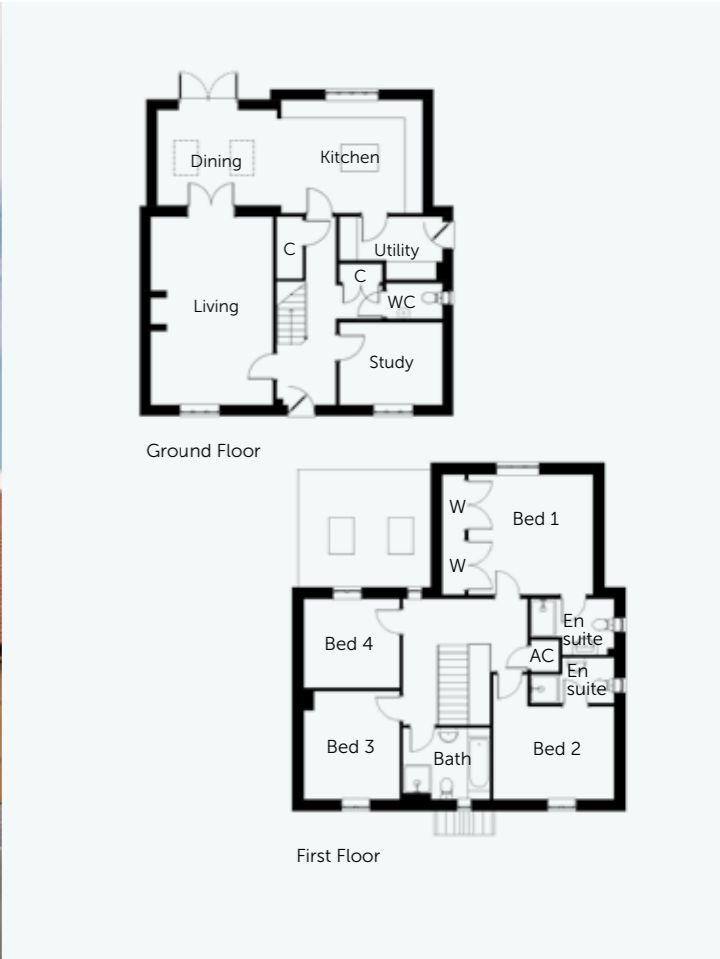 Dining
Kitchen
C
Utility
C
WC
Living
Study
Ground Floor
W
Bed 1
W
En
suite
Bed 4
AC
En
suite
Bed 3
Bath
Bed 2
First Floor